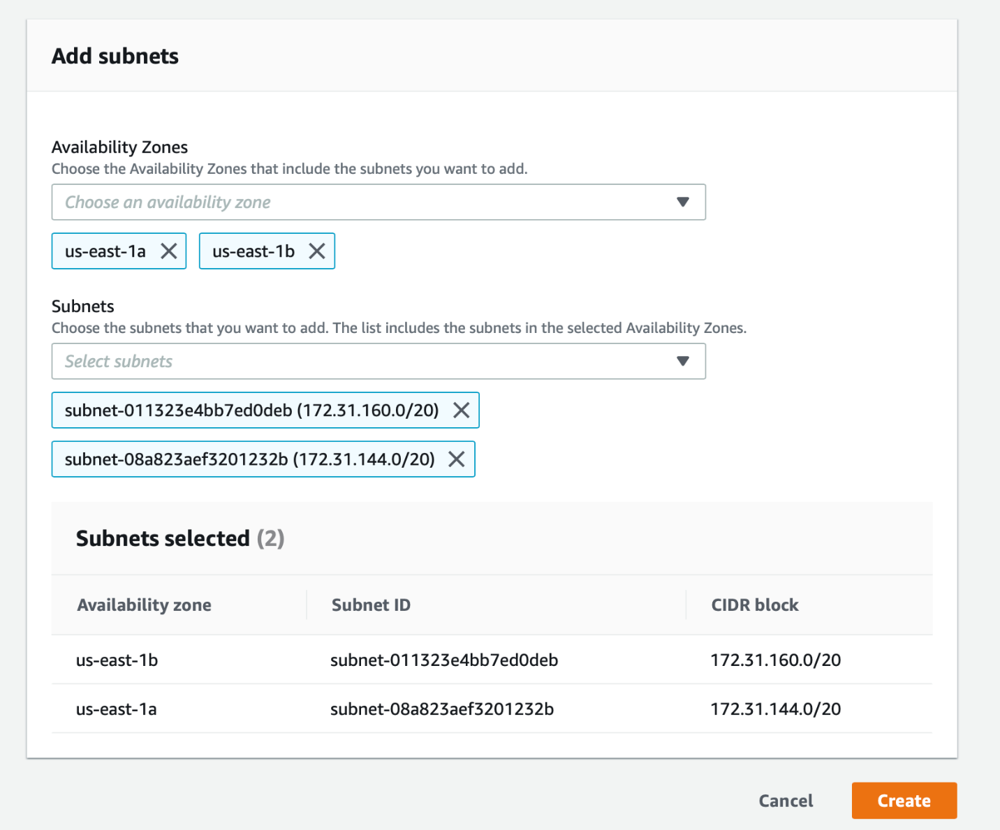 Add subnets
Availability Zones
Choose the Availability Zones that include the subnets you want to add.
Choose an availability zone
us-east-1a us-east-1b
Subnets
Choose the subnets that you want to add. The list includes the subnets in the selected Availability Zones.
Select subnets
subnet-011323e4bb7ed0deb (172.31.160.0/20)
subnet-08a823aef3201232b (172.31.144.0/20)
Subnets selected (2)
Availability zone Subnet ID CIDR block
us-east-1b subnet-011323e4bb7ed0deb 172.31.160.0/20
us-east-1a subnet-08a823aef3201232b 172.31.144.0/20
Cancel Create